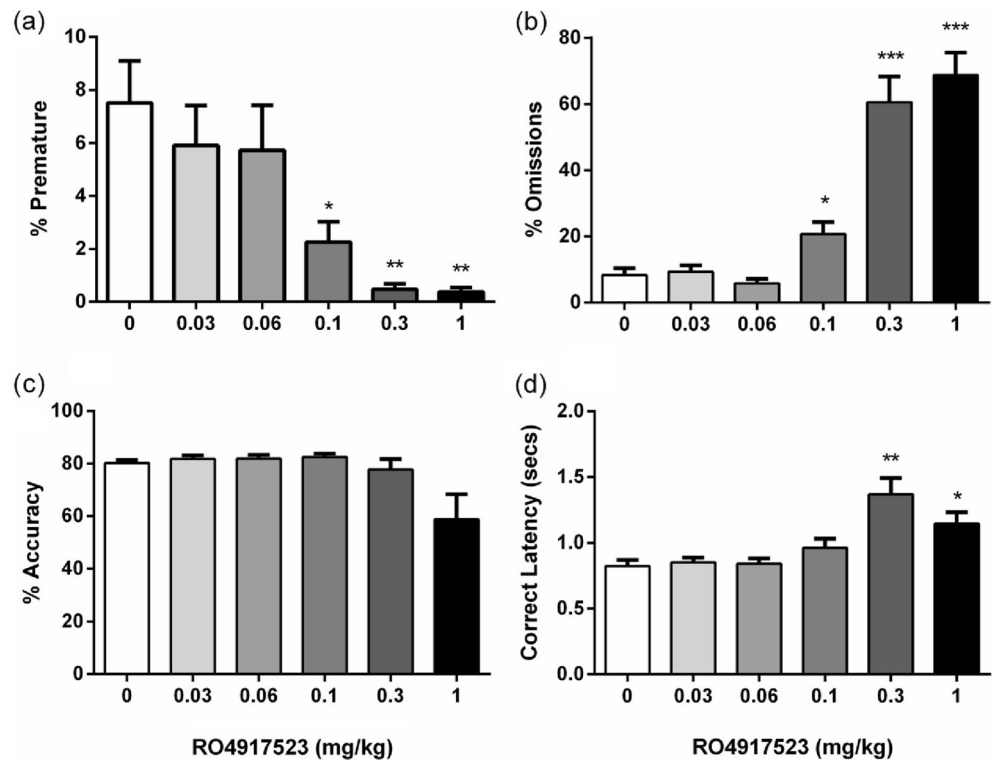 (a)
10
8
6
4
2
0
% Premature
*
**
**
0 0.03 0.06 0.1 0.3 1
(b)
80
60
40
20
0
% Omissions
*
***
***
0 0.03 0.06 0.1 0.3 1
(c)
100
80
60
40
20
0
% Accuracy
0 0.03 0.06 0.1 0.3 1
RO4917523 (mg/kg)
(d)
2.0
1.5
1.0
0.5
0.0
Correct Latency (secs)
**
*
0 0.03 0.06 0.1 0.3 1
RO4917523 (mg/kg)